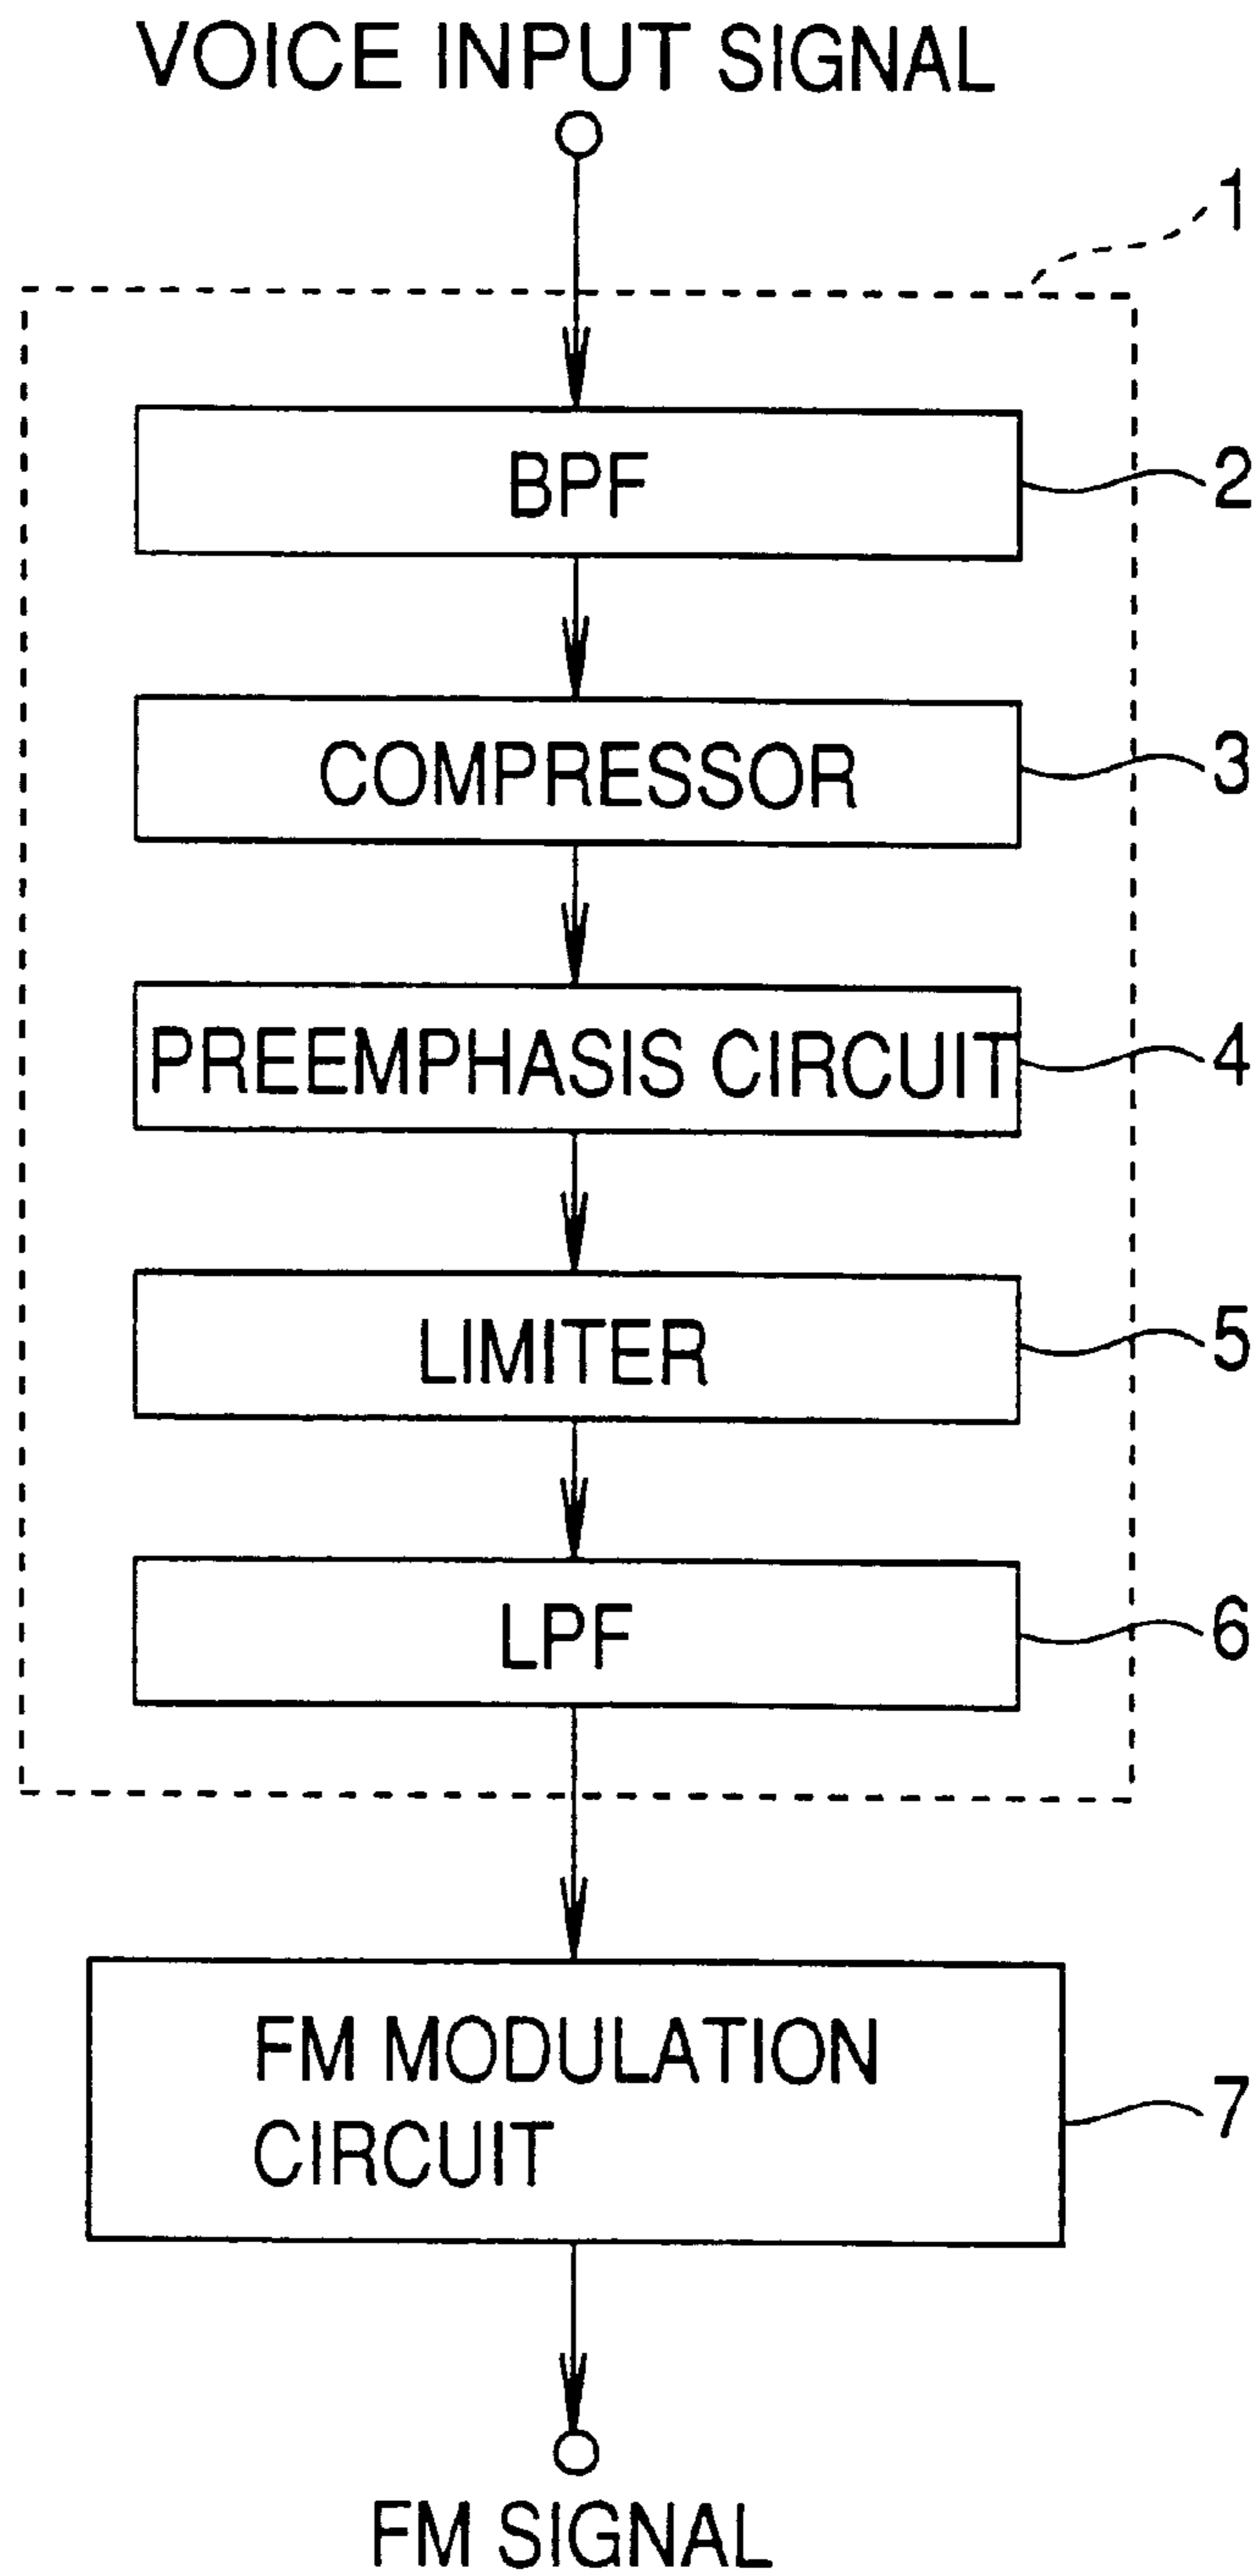 VOICE INPUT SIGNAL
1
BPF
2
COMPRESSOR
3
PREEMPHASIS CIRCUIT
4
LIMITER
5
LPF
6
FM MODULATION
CIRCUIT
7
FM SIGNAL